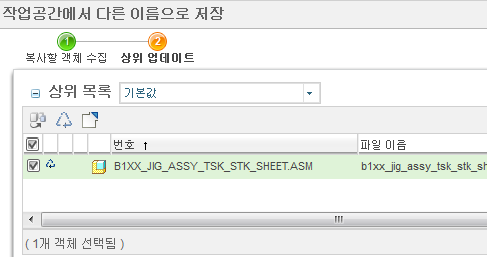 작업공간에서 다른 이름으로 저장
1 2
복사할 객체 수집 상위 업데이트
상위 목록 기본값
번호 ↑ 파일 이름
B1XX_JIG_ASSY_TSK_STK_SHEET.ASM b1xx_jig_assy_tsk_stk_sh
( 1개 객체 선택됨 )